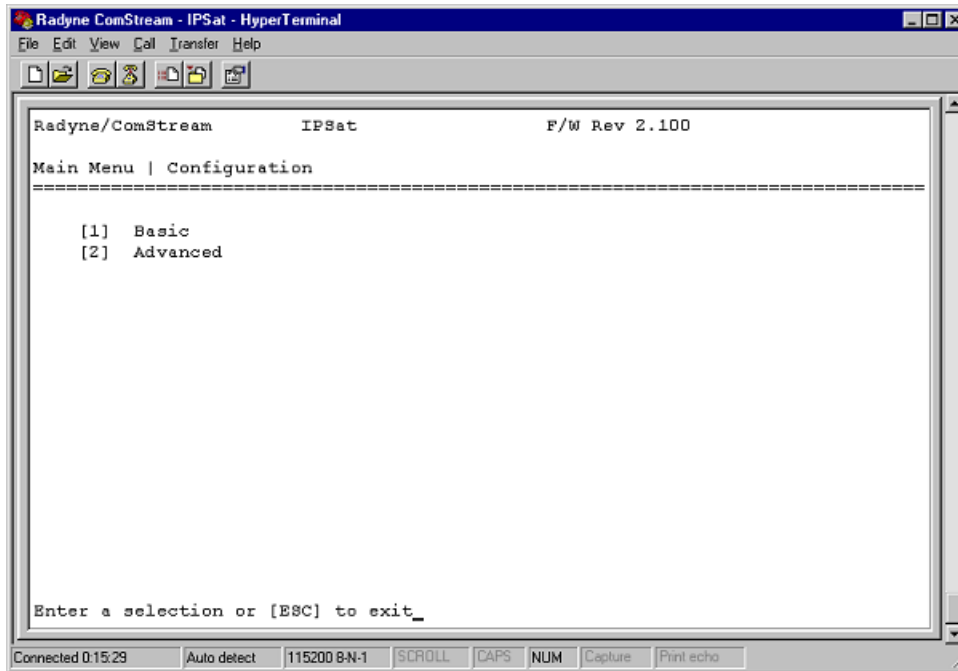 Radyne ComStream - IPSat - HyperTerminal
File Edit View Call Transfer Help
Radyne/ComStream IPSat F/W Rev 2.100
Main Menu | Configuration
================================================================================
[1] Basic
[2] Advanced
Enter a selection or [ESC] to exit_
Connected 0:15:29 Auto detect 115200 8-N-1 SCROLL CAPS NUM Capture Print echo